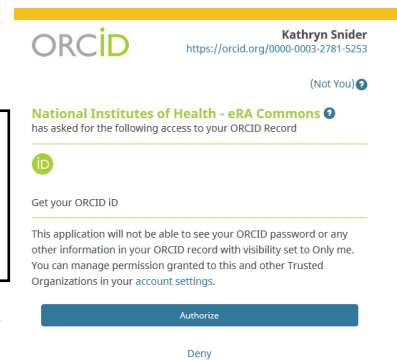 ORCiD
Kathryn Snider
https://orcid.org/0000-0003-2781-5253
(Not You)?
National Institutes of Health - eRA Commons ?
has asked for the following access to your ORCID Record
iD
Get your ORCID iD
This application will not be able to see your ORCID password or any
other information in your ORCID record with visibility set to Only me.
You can manage permission granted to this and other Trusted
Organizations in your account settings.
Authorize
Deny